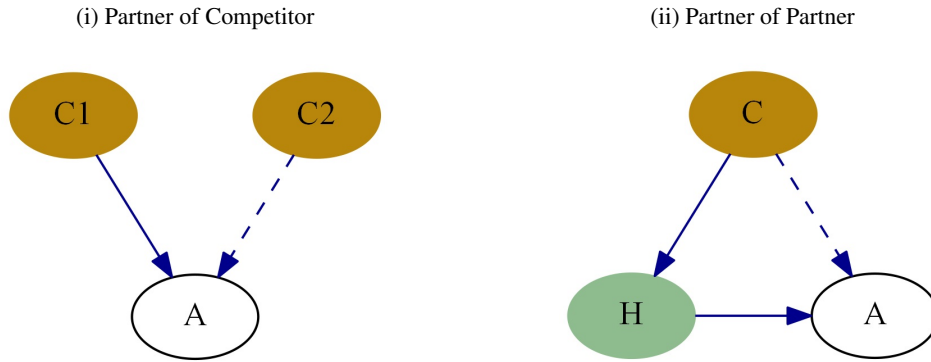 (i) Partner of Competitor
C1
C2
A
(ii) Partner of Partner
C
H
A